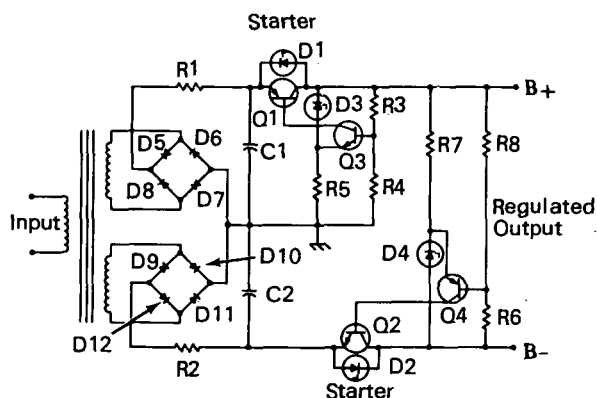 Starter
D1
R1
B+
D5
D6
Q1
D3
R3
C1
Q3
R7
R8
D8
D7
R5
R4
Input
Regulated
Output
D4
D9
D10
C2
Q4
R6
D12
D11
Q2
R2
D2
B-
Starter